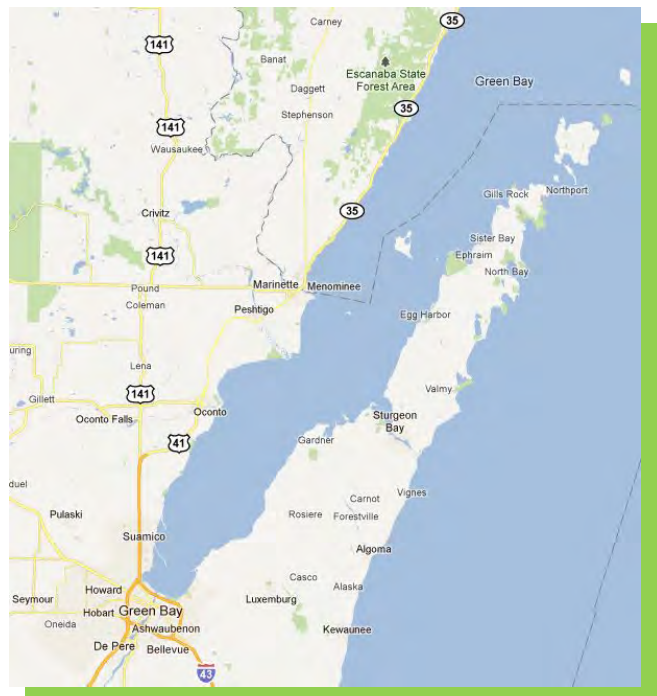 Carney
35
141
Banat
Escanaba State
Forest Area
Green Bay
Daggett
35
Stephenson
141
Wausaukee
Gills Rock
Northport
Crivitz
35
Sister Bay
141
Ephraim
North Bay
Marinette
Menominee
Pound
Coleman
Peshtigo
Egg Harbor
uring
Lena
Valmy
141
Gillett
Oconto
Oconto Falls
Sturgeon
Bay
41
Gardner
duel
Carnot
Vignes
Pulaski
Rosiere
Forestville
Suamico
Algoma
Casco
Howard
Alaska
Seymour
Luxemburg
Hobart
Green Bay
Oneida
Ashwaubenon
Kewaunee
De Pere
Bellevue
43